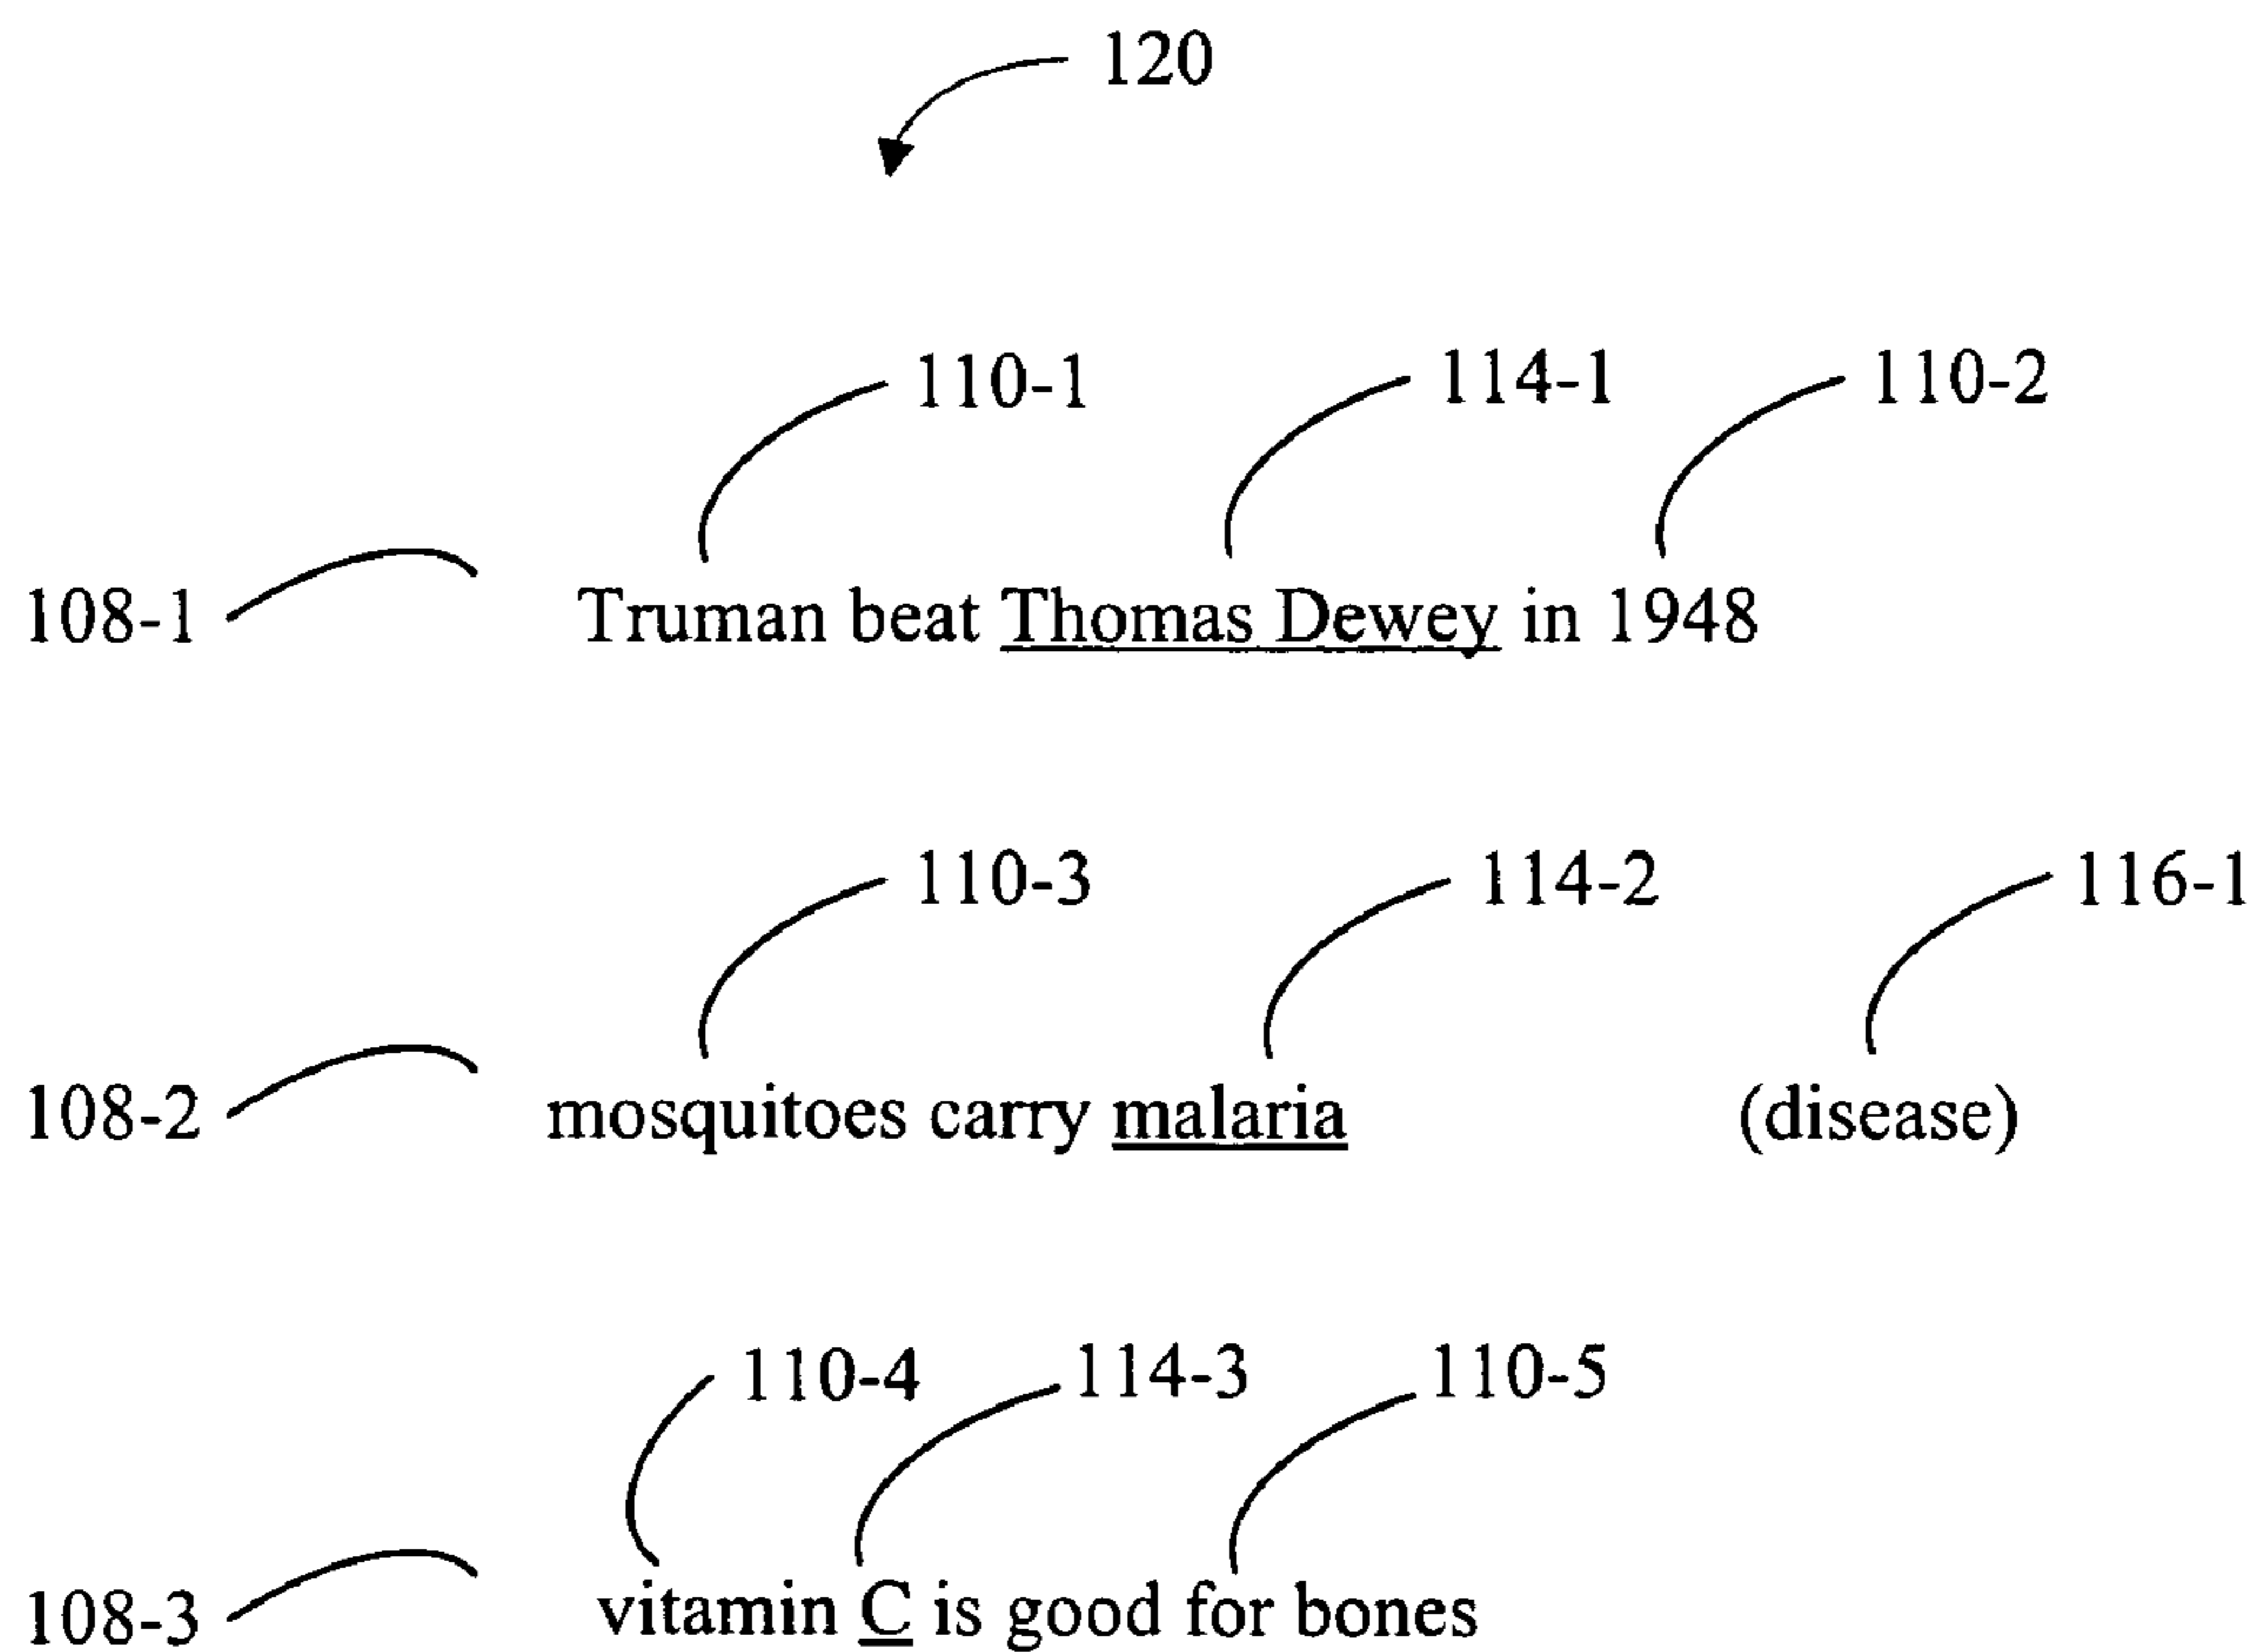 120
110-1 114-1 110-2
108-1 Truman beat Thomas Dewey in 1948
110-3 114-2 116-1
108-2 mosquitoes carry malaria (disease)
110-4 114-3 110-5
108-3 vitamin C is good for bones